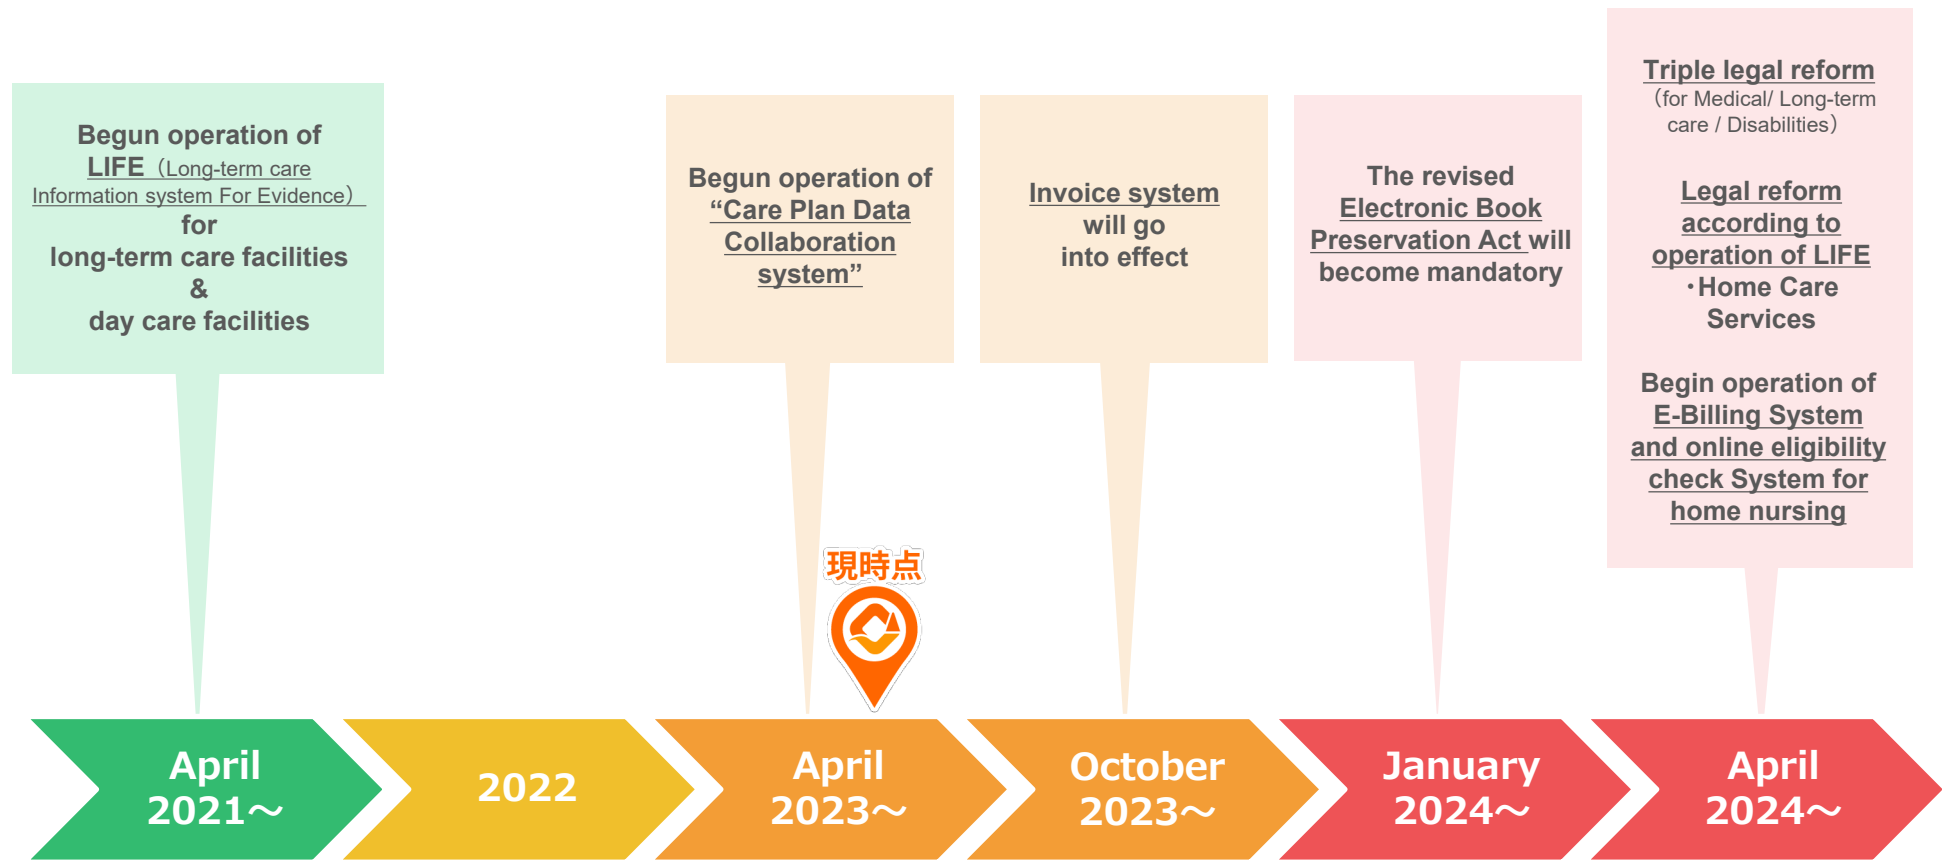 Begun operation of
LIFE（Long-term care
Information system For Evidence）
for
long-term care facilities
&
day care facilities
Begun operation of
“Care Plan Data
Collaboration
system”
Invoice system
will go
into effect
The revised
Electronic Book
Preservation Act will
become mandatory
Triple legal reform
（for Medical/ Long-term
care / Disabilities）
Legal reform
according to
operation of LIFE
・Home Care
Services
Begin operation of
E-Billing System
and online eligibility
check System for
home nursing
現時点
April
2021～
2022
April
2023～
October
2023～
January
2024～
April
2024～